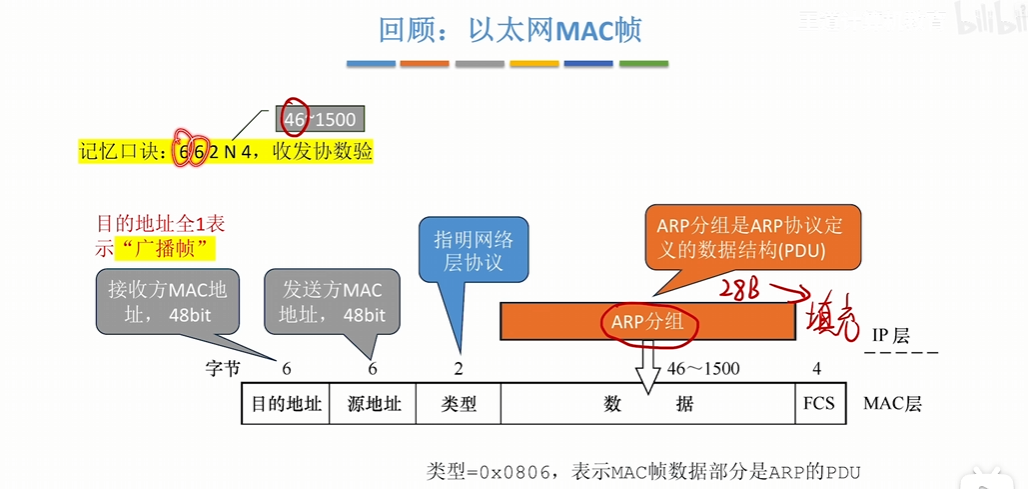 回顾：以太网MAC帧
bilibili
46~1500
记忆口诀：6 6 2 N 4，收发协数验
目的地址全1表
示“广播帧”
指明网络
层协议
ARP分组是ARP协议定
义的数据结构(PDU)
接收方MAC地
址， 48bit
发送方MAC
地址，48bit
28B
填充
ARP分组
IP层
字节 6 6 2 46～1500 4
目的地址 源地址 类型 数 据 FCS MAC层
类型=0x0806，表示MAC帧数据部分是ARP的PDU